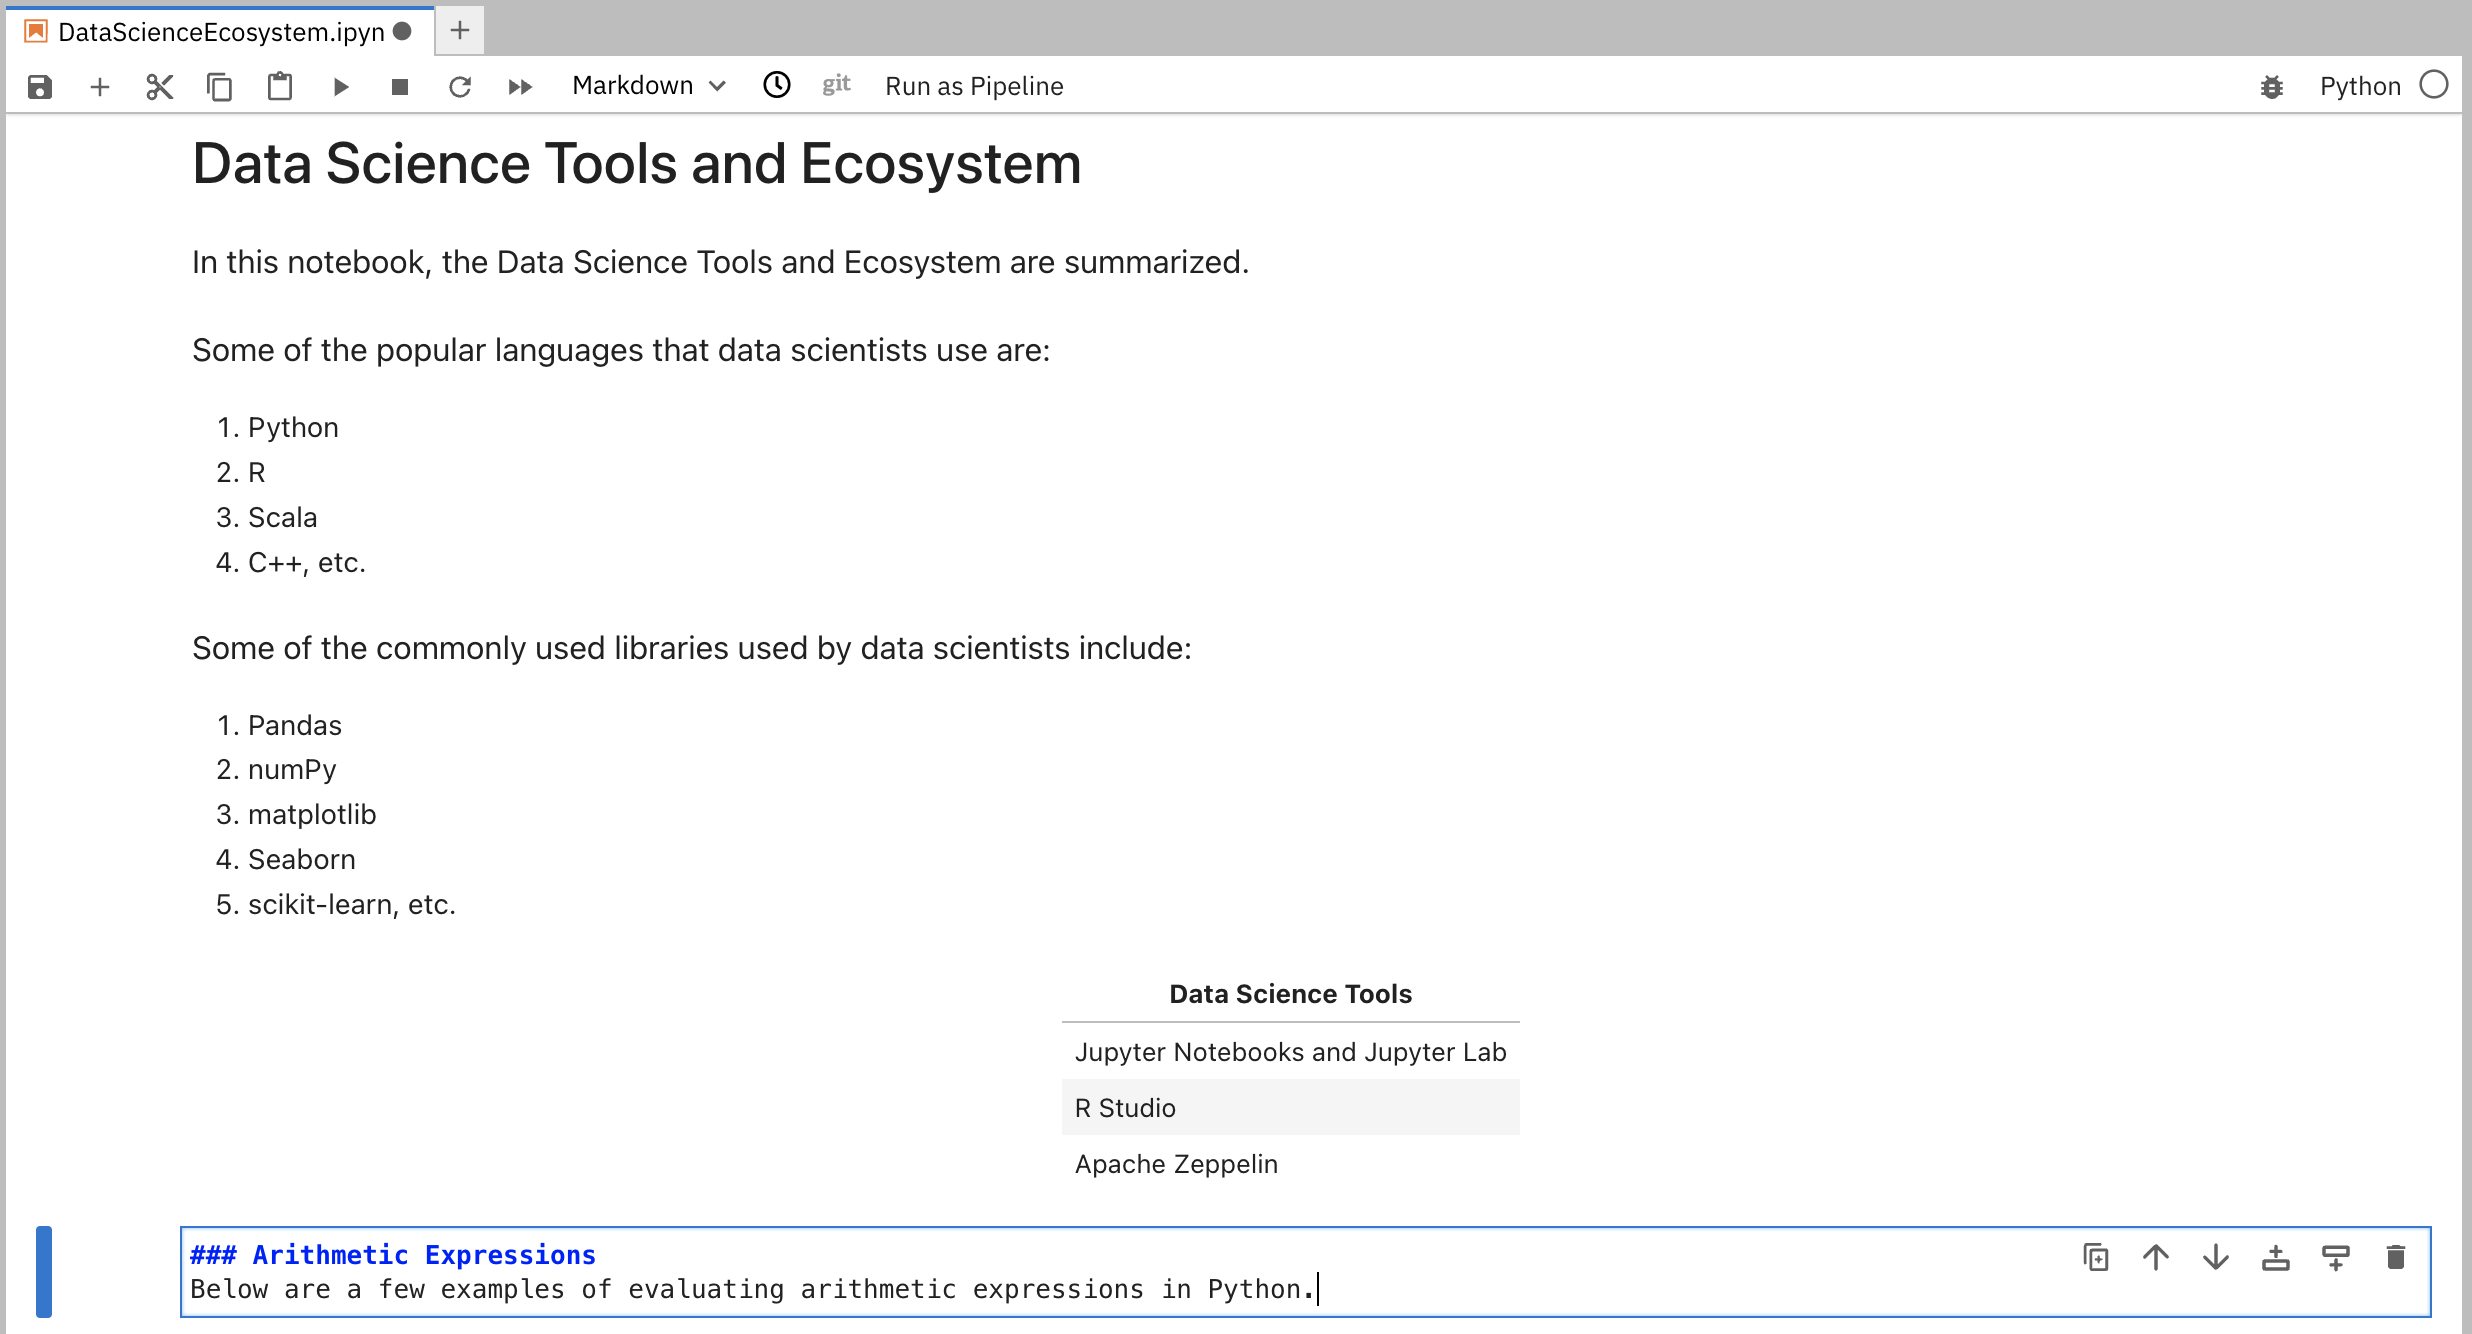 DataScienceEcosystem.ipyn
Markdown git Run as Pipeline Python
Data Science Tools and Ecosystem
In this notebook, the Data Science Tools and Ecosystem are summarized.
Some of the popular languages that data scientists use are:
1. Python
2. R
3. Scala
4. C++, etc.
Some of the commonly used libraries used by data scientists include:
1. Pandas
2. numPy
3. matplotlib
4. Seaborn
5. scikit-learn, etc.
Data Science Tools
Jupyter Notebooks and Jupyter Lab
R Studio
Apache Zeppelin
### Arithmetic Expressions
Below are a few examples of evaluating arithmetic expressions in Python.